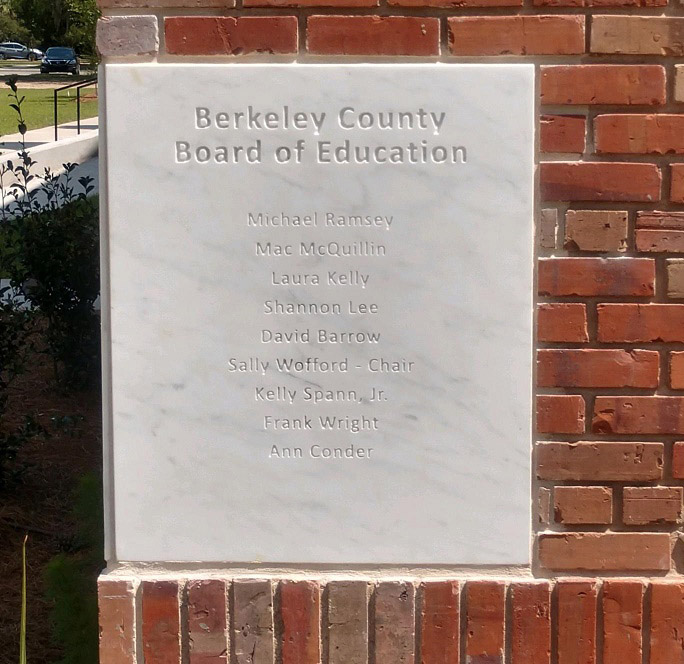 Berkeley County
Board of Education
Michael Ramsey
Mac McQuillin
Laura Kelly
Shannon Lee
David Barrow
Sally Wofford - Chair
Kelly Spann, Jr.
Frank Wright
Ann Conder